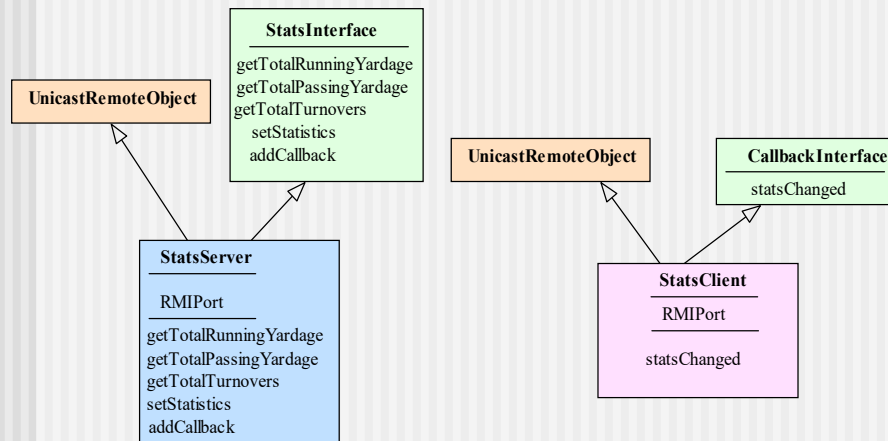 StatsInterface
getTotalRunningYardage
getTotalPassingYardage
getTotalTurnovers
setStatistics
addCallback
UnicastRemoteObject
StatsServer
RMIPort
getTotalRunningYardage
getTotalPassingYardage
getTotalTurnovers
setStatistics
addCallback
UnicastRemoteObject
CallbackInterface
statsChanged
StatsClient
RMIPort
statsChanged